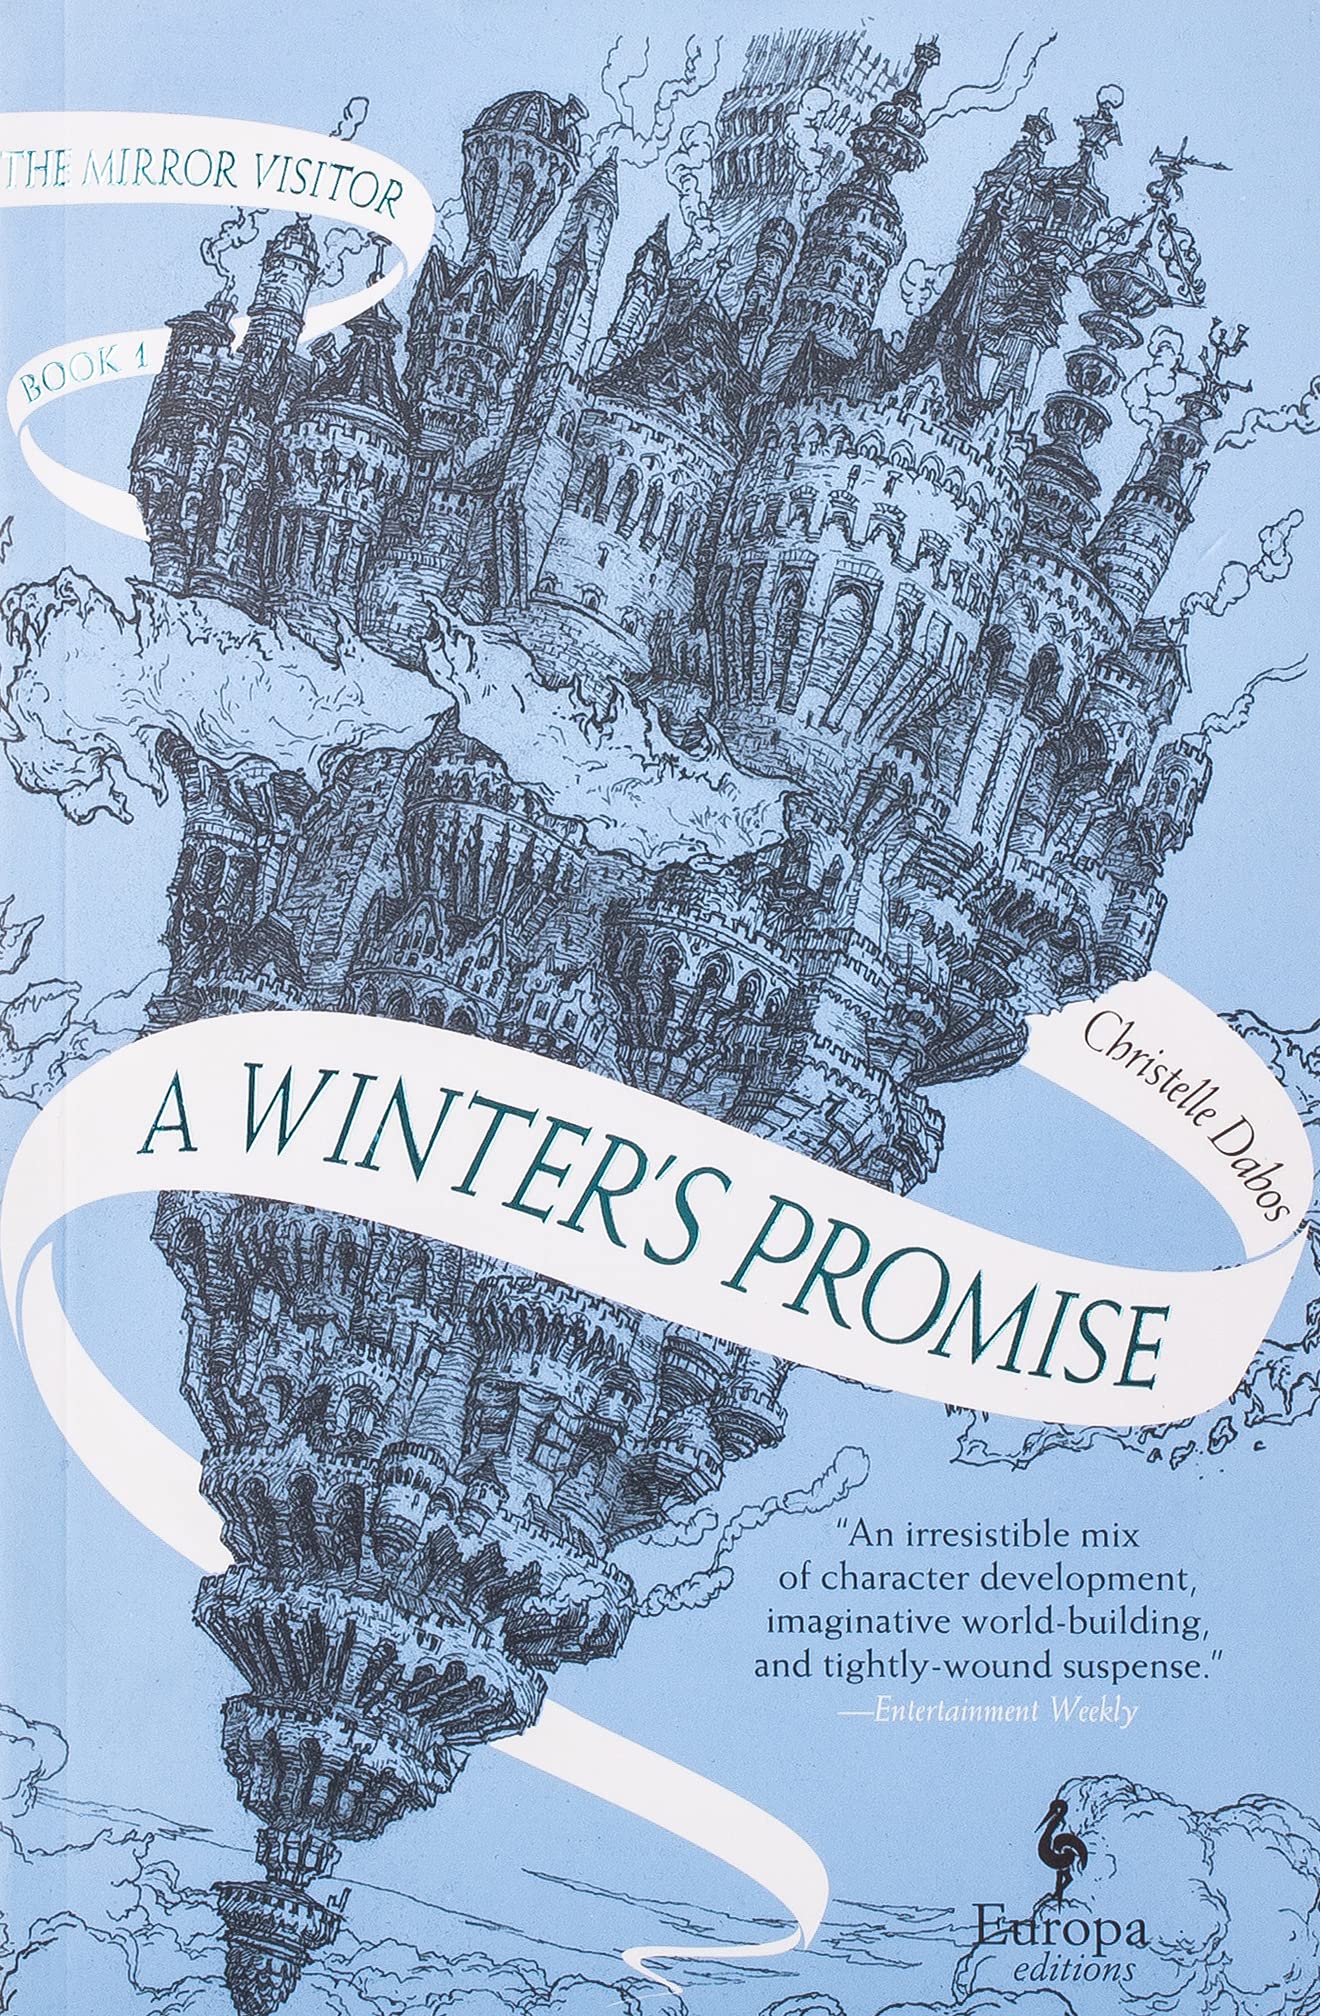 THE MIRROR VISITOR
BOOK 1
Christelle Dabos
A WINTER'S PROMISE
“An irresistible mix
of character development,
imaginative world-building,
and tightly-wound suspense.”
—Entertainment Weekly
Europa
editions